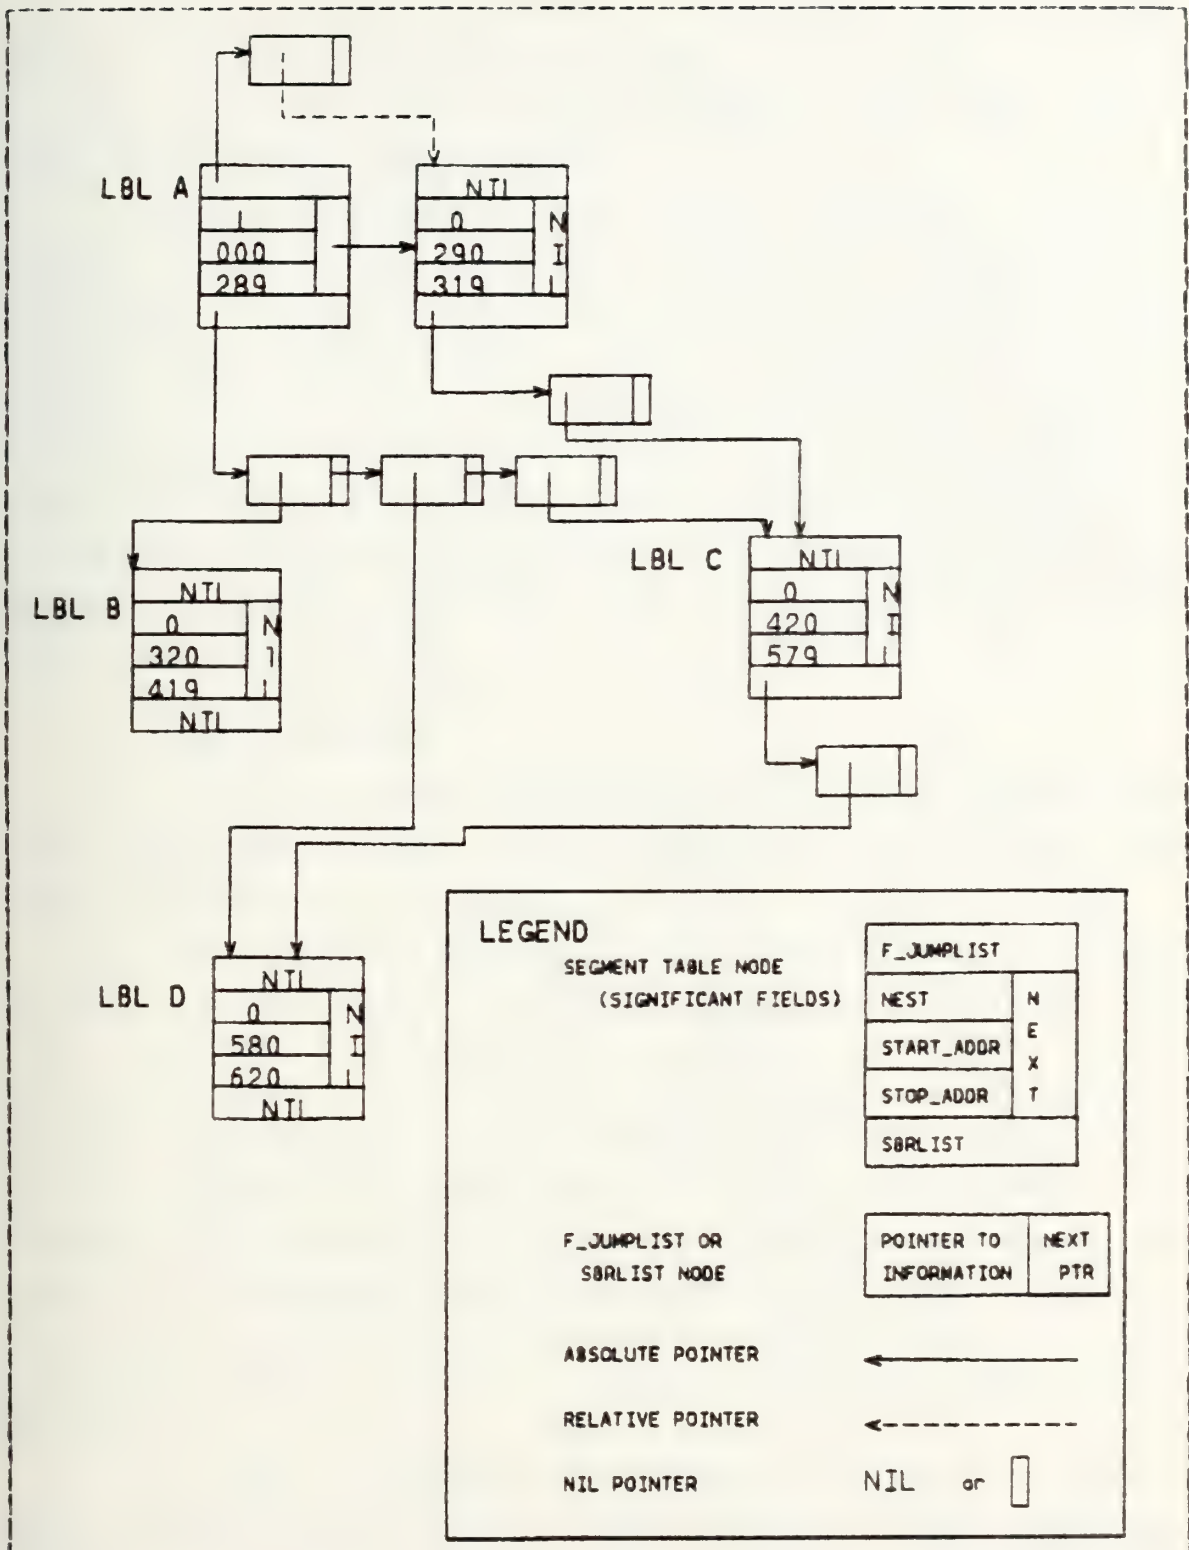 LBL A
NIL
1
0
N
000
290
I
289
319
L
LBL C
NIL
0
N
420
I
579
L
LBL B
NIL
0
N
320
I
419
L
NIL
LBL D
NIL
0
N
580
I
620
L
NIL
LEGEND
SEGMENT TABLE NODE
(SIGNIFICANT FIELDS)
F_JUMPLIST
NEST
START_ADDR
STOP_ADDR
N
E
X
T
SBRLIST
F_JUMPLIST OR
SBRLIST NODE
POINTER TO
INFORMATION
NEXT
PTR
ABSOLUTE POINTER
RELATIVE POINTER
NIL POINTER
NIL or